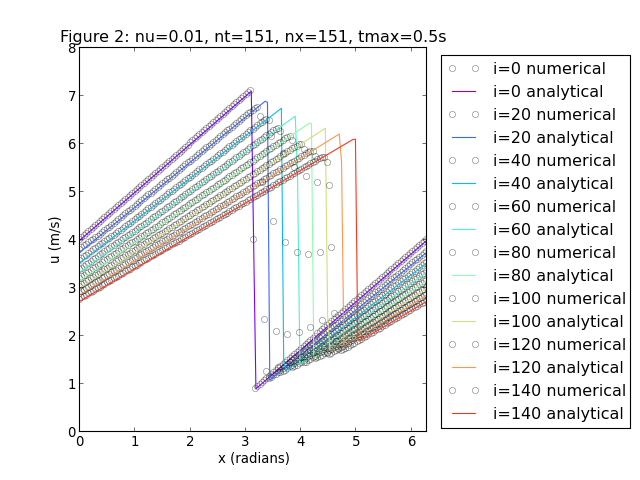 Figure 2: nu=0.01, nt=151, nx=151, tmax=0.5s
8
7
6
5
4
3
2
1
0
u (m/s)
0
1
2
3
4
5
6
x (radians)
i=0 numerical
i=0 analytical
i=20 numerical
i=20 analytical
i=40 numerical
i=40 analytical
i=60 numerical
i=60 analytical
i=80 numerical
i=80 analytical
i=100 numerical
i=100 analytical
i=120 numerical
i=120 analytical
i=140 numerical
i=140 analytical